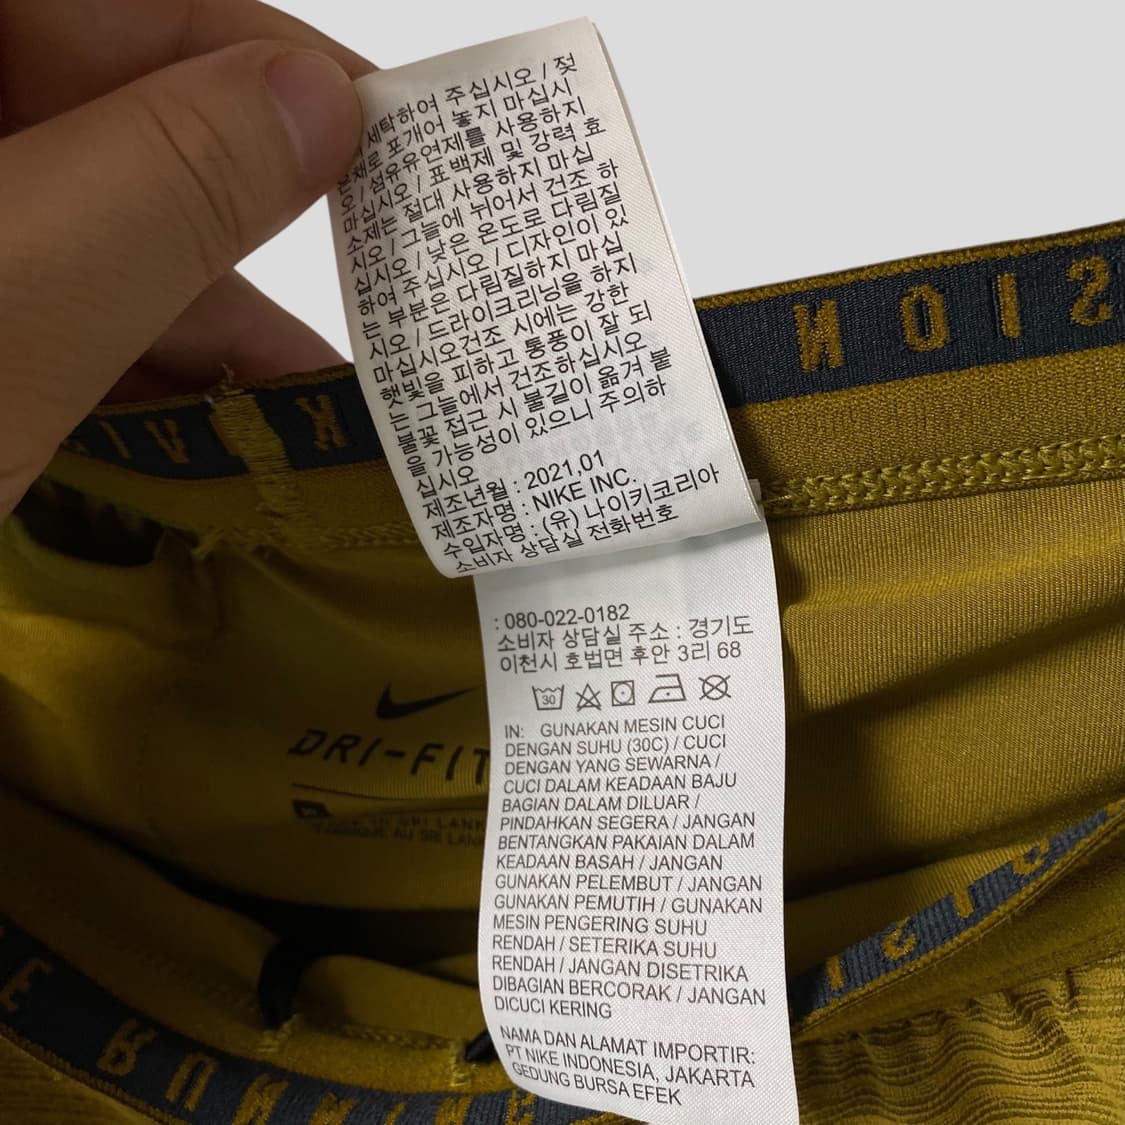 세탁하여 주십시오 / 젖
은채로 포개어 놓지 마십시
오 / 섬유유연제를 사용하지
마십시오 / 표백제 및 강력 효
소제는 절대 사용하지 마십
시오 / 그늘에 뉘어서 건조 하
십시오 / 낮은 온도로 다림질
하여 주십시오 / 디자인이 있
는 부분은 다림질하지 마십
시오 / 드라이크리닝을 하지
마십시오건조 시에는 강한
햇빛을 피하고 통풍이 잘 되
는 그늘에서 건조하십시오
불꽃 접근 시 불길이 옮겨 붙
을 가능성이 있으니 주의하
십시오
제조년월 : 2021,01
제조자명 : NIKE INC.
수입자명 : (유) 나이키코리아
소비자 상담실 전화번호
: 080-022-0182
소비자 상담실 주소 : 경기도
이천시 호법면 후안 3리 68
30
IN: GUNAKAN MESIN CUCI
DENGAN SUHU (30C) / CUCI
DENGAN YANG SEWARNA /
CUCI DALAM KEADAAN BAJU
BAGIAN DALAM DILUAR /
PINDAHKAN SEGERA / JANGAN
BENTANGKAN PAKAIAN DALAM
KEADAAN BASAH / JANGAN
GUNAKAN PELEMBUT / JANGAN
GUNAKAN PEMUTIH / GUNAKAN
MESIN PENGERING SUHU
RENDAH / SETERIKA SUHU
RENDAH / JANGAN DISETRIKA
DIBAGIAN BERCORAK / JANGAN
DICUCI KERING
NAMA DAN ALAMAT IMPORTIR:
PT NIKE INDONESIA, JAKARTA
GEDUNG BURSA EFEK
DRI-FIT